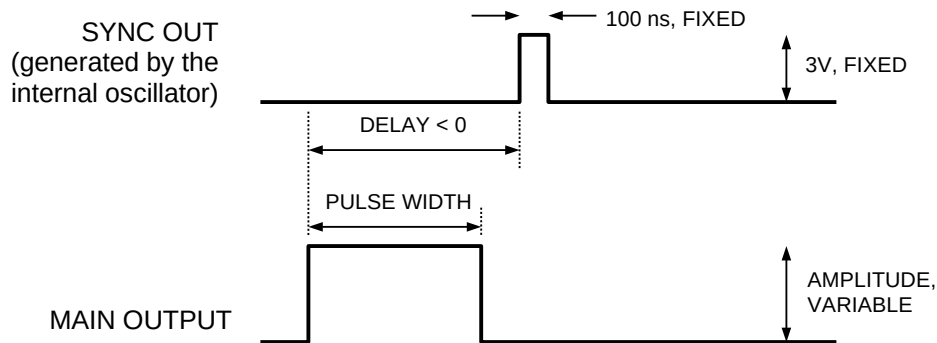 SYNC OUT
(generated by the
internal oscillator)
100 ns, FIXED
3V, FIXED
DELAY < 0
PULSE WIDTH
AMPLITUDE,
VARIABLE
MAIN OUTPUT